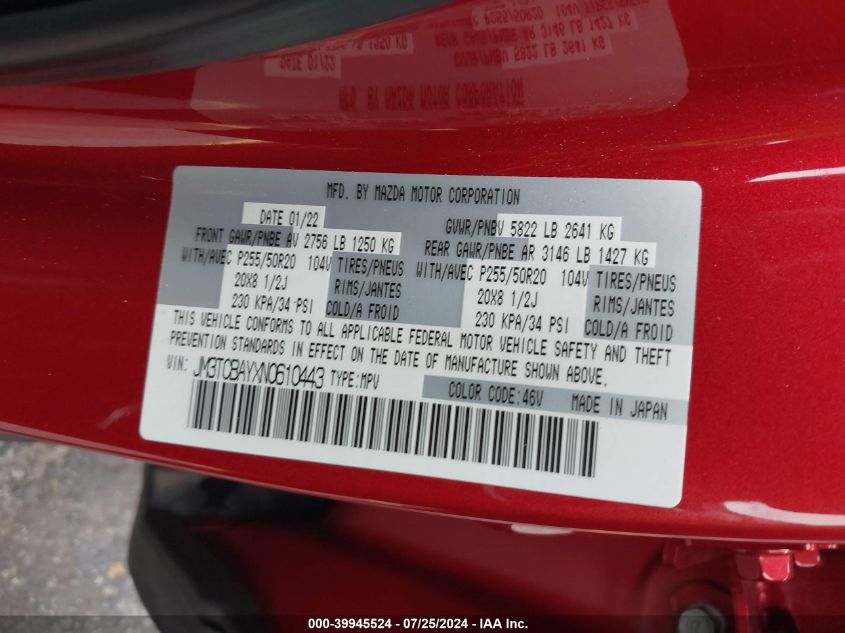 MFD. BY MAZDA MOTOR CORPORATION
DATE 01/22 GVWR/PNBV 5822 LB 2641 KG
FRONT GAWR/PNBE AV 2756 LB 1250 KG REAR GAWR/PNBE AR 3146 LB 1427 KG
WITH/AVEC P255/50R20 104V TIRES/PNEUS WITH/AVEC P255/50R20 104V TIRES/PNEUS
20X8 1/2J RIMS/JANTES 20X8 1/2J RIMS/JANTES
230 KPA/34 PSI COLD/A FROID 230 KPA/34 PSI COLD/A FROID
THIS VEHICLE CONFORMS TO ALL APPLICABLE FEDERAL MOTOR VEHICLE SAFETY AND THEFT
PREVENTION STANDARDS IN EFFECT ON THE DATE OF MANUFACTURE SHOWN ABOVE.
VIN: JM3TCBAYXN0610443 TYPE:MPV
COLOR CODE:46V MADE IN JAPAN
000-39945524 - 07/25/2024 - IAA Inc.